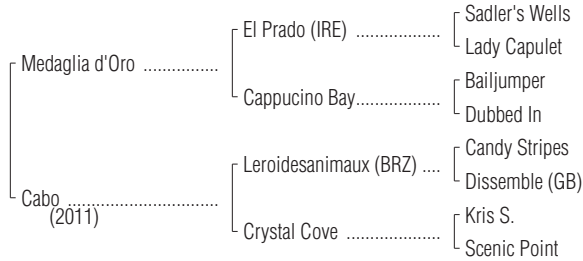 Sadler's Wells
El Prado (IRE) ...................
Lady Capulet
Medaglia d'Oro ................
Bailjumper
Cappucino Bay...................
Dubbed In
Candy Stripes
Leroidesanimaux (BRZ) ....
Dissemble (GB)
Cabo ..................................
(2011)
Kris S.
Crystal Cove .....................
Scenic Point